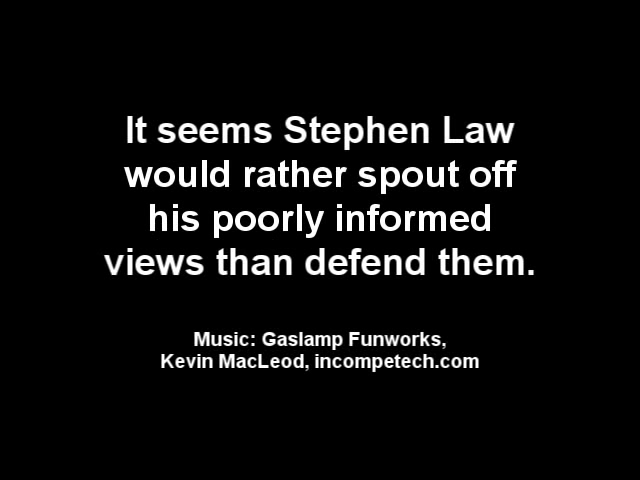 It seems Stephen Law
would rather spout off
his poorly informed
views than defend them.
Music: Gaslamp Funworks,
Kevin MacLeod, incompetech.com